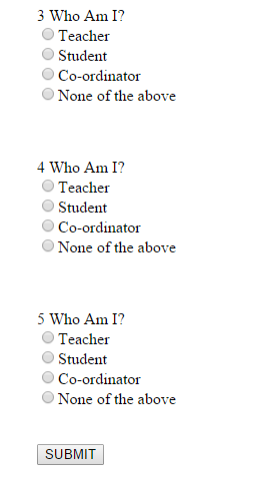 3 Who Am I?
Teacher
Student
Co-ordinator
None of the above
4 Who Am I?
Teacher
Student
Co-ordinator
None of the above
5 Who Am I?
Teacher
Student
Co-ordinator
None of the above
SUBMIT